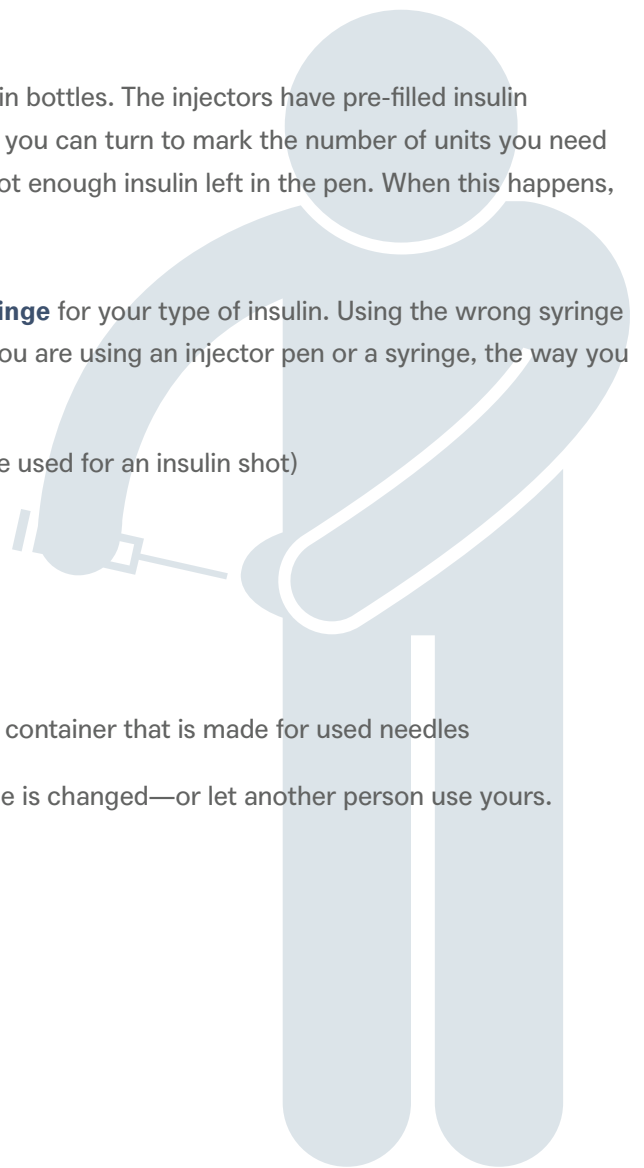 in bottles. The injectors have pre-filled insulin
you can turn to mark the number of units you need
ot enough insulin left in the pen. When this happens,
inge for your type of insulin. Using the wrong syringe
ou are using an injector pen or a syringe, the way you
e used for an insulin shot)
container that is made for used needles
e is changed—or let another person use yours.